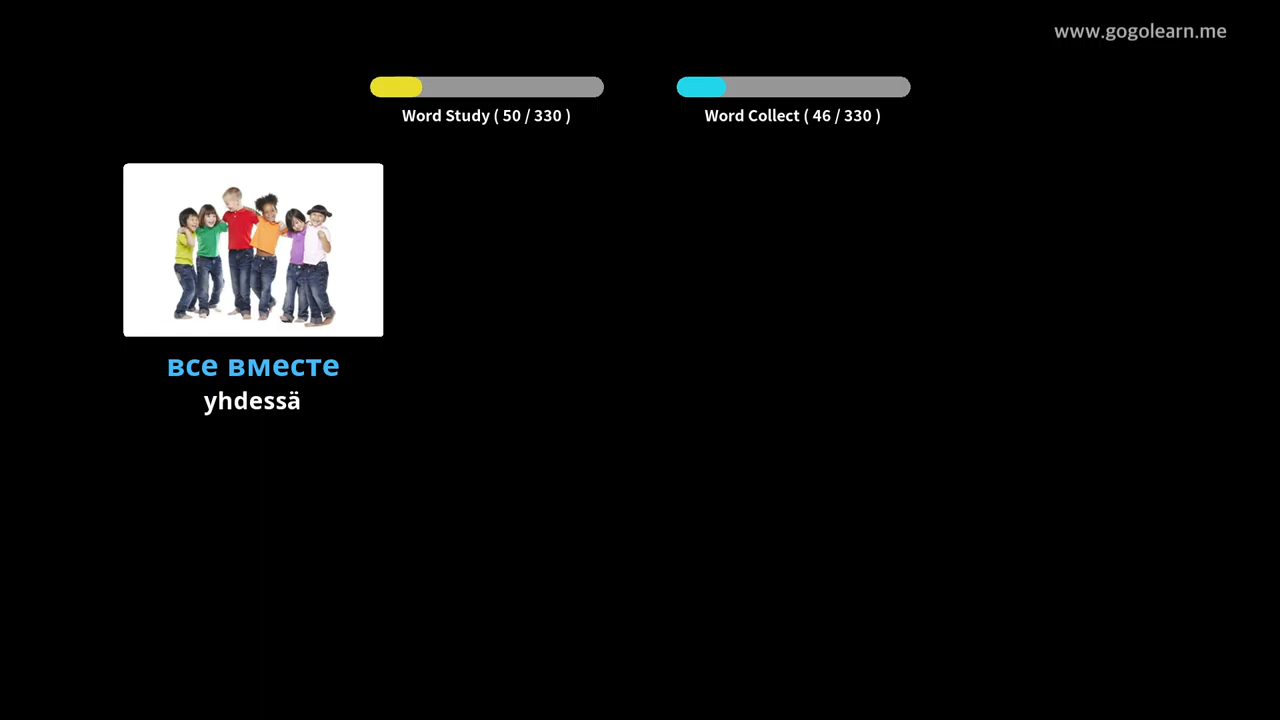 www.gogolearn.me
Word Study ( 50 / 330 )
Word Collect ( 46 / 330 )
все вместе
yhdessä